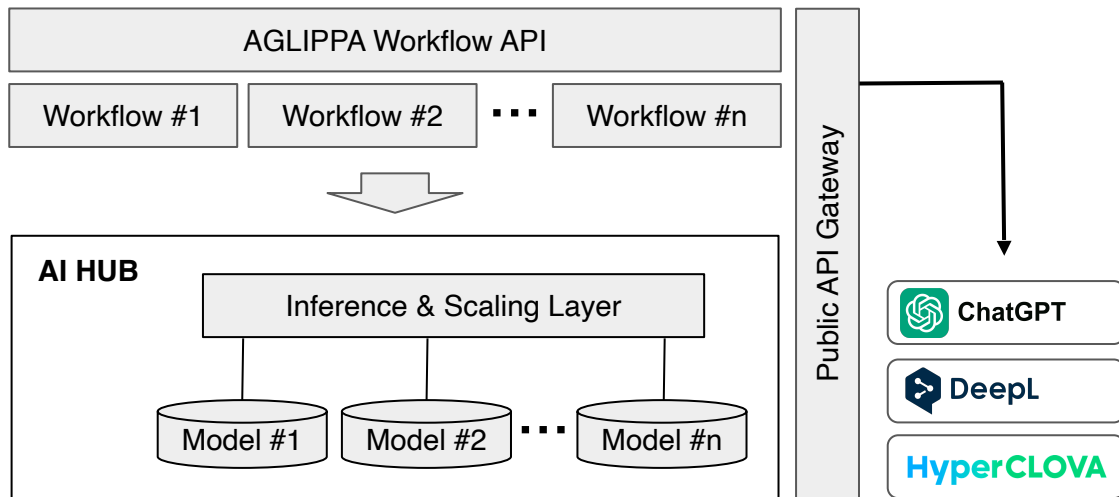 AGLIPPA Workflow API
Workflow #1
Workflow #2
...
Workflow #n
Public API Gateway
AI HUB
Inference & Scaling Layer
Model #1
Model #2
...
Model #n
ChatGPT
DeepL
HyperCLOVA